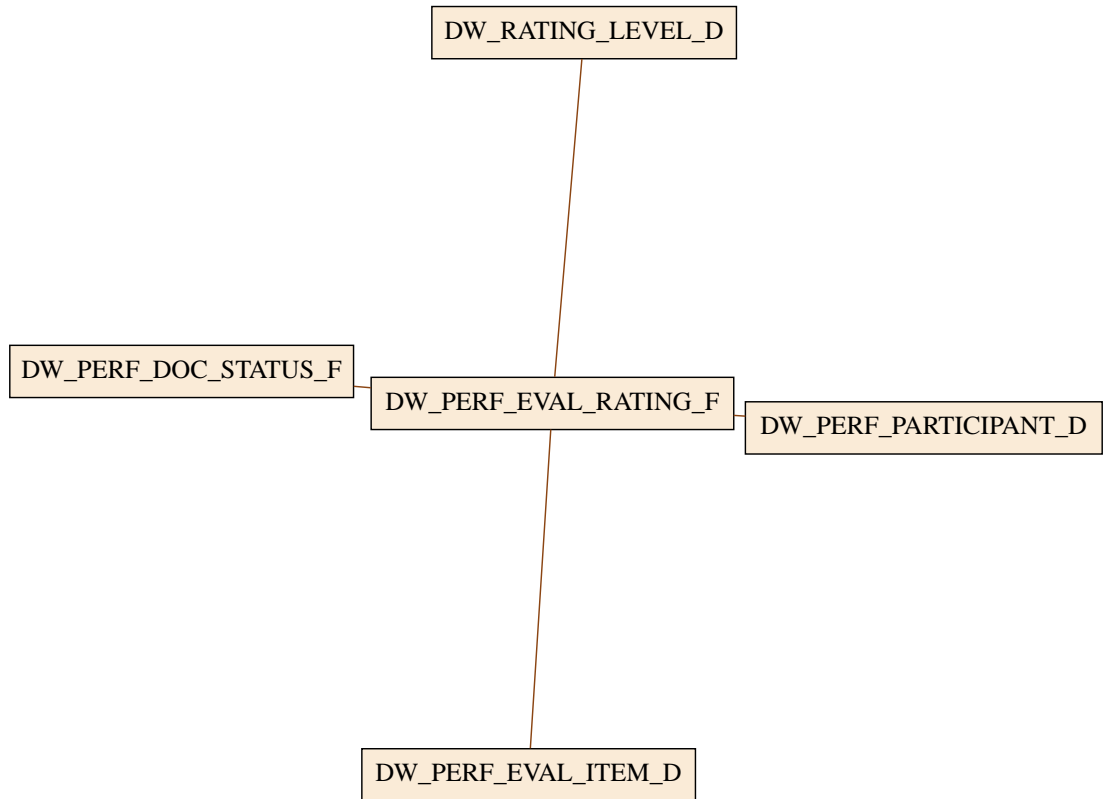 DW_RATING_LEVEL_D
DW_PERF_DOC_STATUS_F
DW_PERF_EVAL_RATING_F
DW_PERF_PARTICIPANT_D
DW_PERF_EVAL_ITEM_D